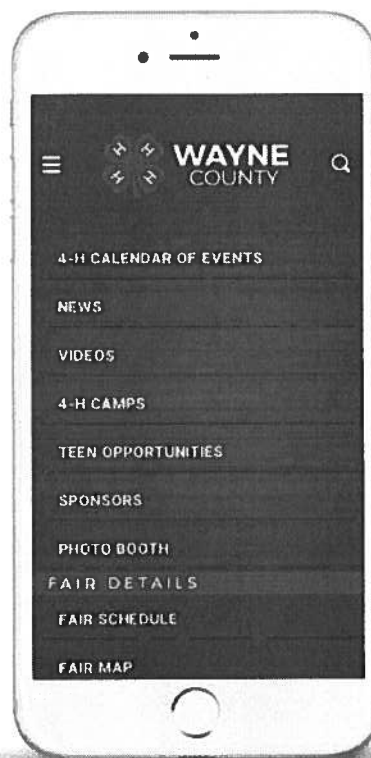 H H WAYNE
H H COUNTY
4-H CALENDAR OF EVENTS
NEWS
VIDEOS
4-H CAMPS
TEEN OPPORTUNITIES
SPONSORS
PHOTO BOOTH
FAIR DETAILS
FAIR SCHEDULE
FAIR MAP